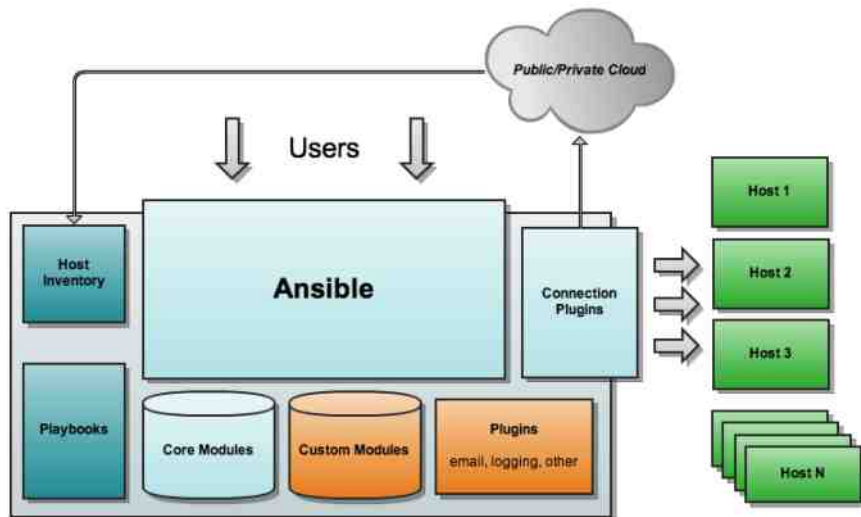 Public/Private Cloud
Users
Host 1
Host
Inventory
Ansible
Connection
Plugins
Host 2
Host 3
Playbooks
Core Modules
Custom Modules
Plugins
email, logging, other
Host N